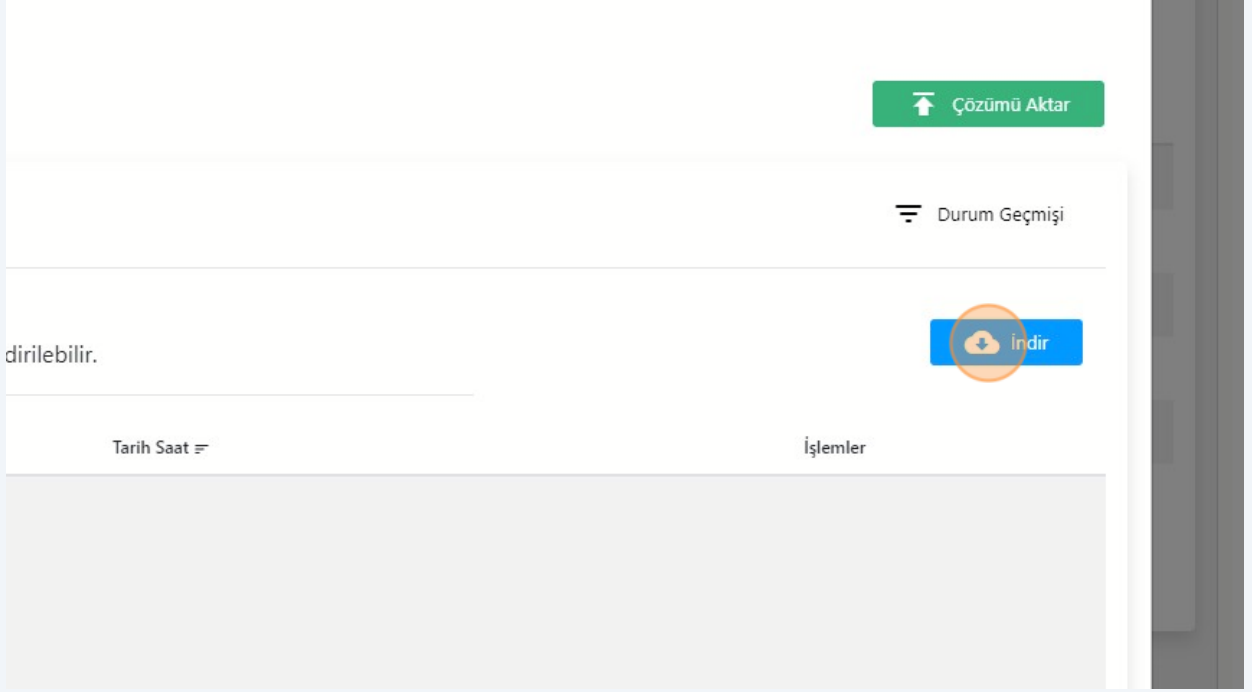 Çözümü Aktar
Durum Geçmişi
İndir
dirilebilir.
Tarih Saat
İşlemler